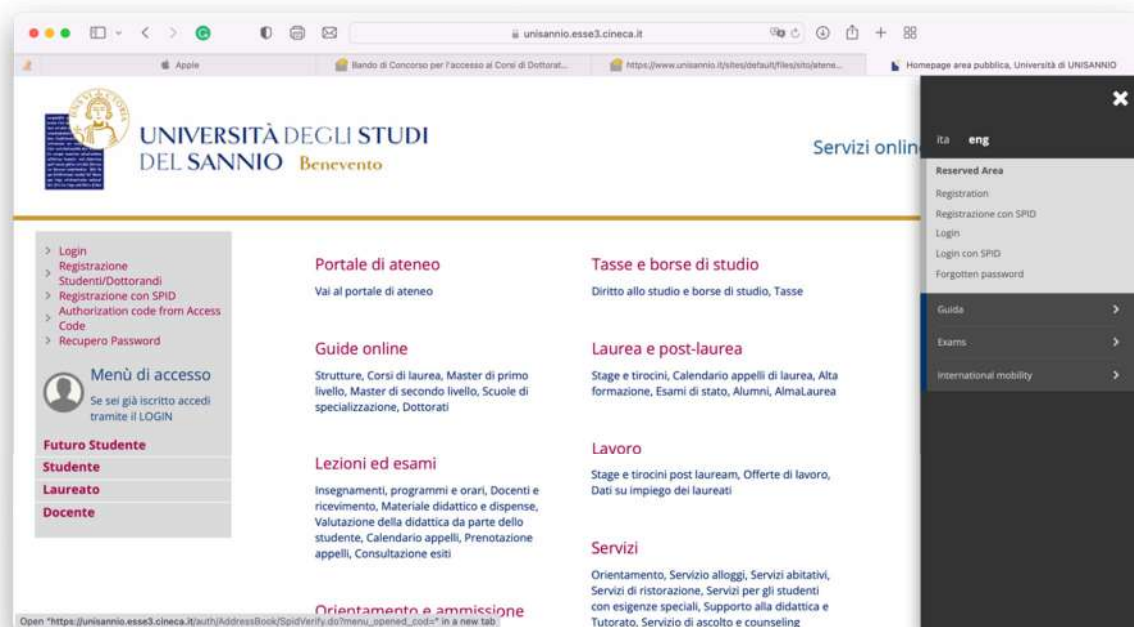 unisannio.esse3.cineca.it
Apple
Bando di Concorso per l'accesso ai Corsi di Dottorat...
https://www.unisannio.it/sites/default/files/sito/atene...
Homepage area pubblica, Università di UNISANNIO
UNIVERSITÀ DEGLI STUDI
DEL SANNIO Benevento
Servizi online
ita eng
Reserved Area
Registration
Registrazione con SPID
Login
Login con SPID
Forgotten password
Guida
Exams
International mobility
Login
Registrazione
Studenti/Dottorandi
Registrazione con SPID
Authorization code from Access
Code
Recupero Password
Menù di accesso
Se sei già iscritto accedi
tramite il LOGIN
Futuro Studente
Studente
Laureato
Docente
Portale di ateneo
Vai al portale di ateneo
Guide online
Strutture, Corsi di laurea, Master di primo
livello, Master di secondo livello, Scuole di
specializzazione, Dottorati
Lezioni ed esami
Insegnamenti, programmi e orari, Docenti e
ricevimento, Materiale didattico e dispense,
Valutazione della didattica da parte dello
studente, Calendario appelli, Prenotazione
appelli, Consultazione esiti
Orientamento e ammissione
Tasse e borse di studio
Diritto allo studio e borse di studio, Tasse
Laurea e post-laurea
Stage e tirocini, Calendario appelli di laurea, Alta
formazione, Esami di stato, Alumni, AlmaLaurea
Lavoro
Stage e tirocini post lauream, Offerte di lavoro,
Dati su impiego dei laureati
Servizi
Orientamento, Servizio alloggi, Servizi abitativi,
Servizi di ristorazione, Servizi per gli studenti
con esigenze speciali, Supporto alla didattica e
Tutorato, Servizio di ascolto e counseling
Open "https://unisannio.esse3.cineca.it/auth/AddressBook/SpidVerify.do?menu_opened_cod=" in a new tab